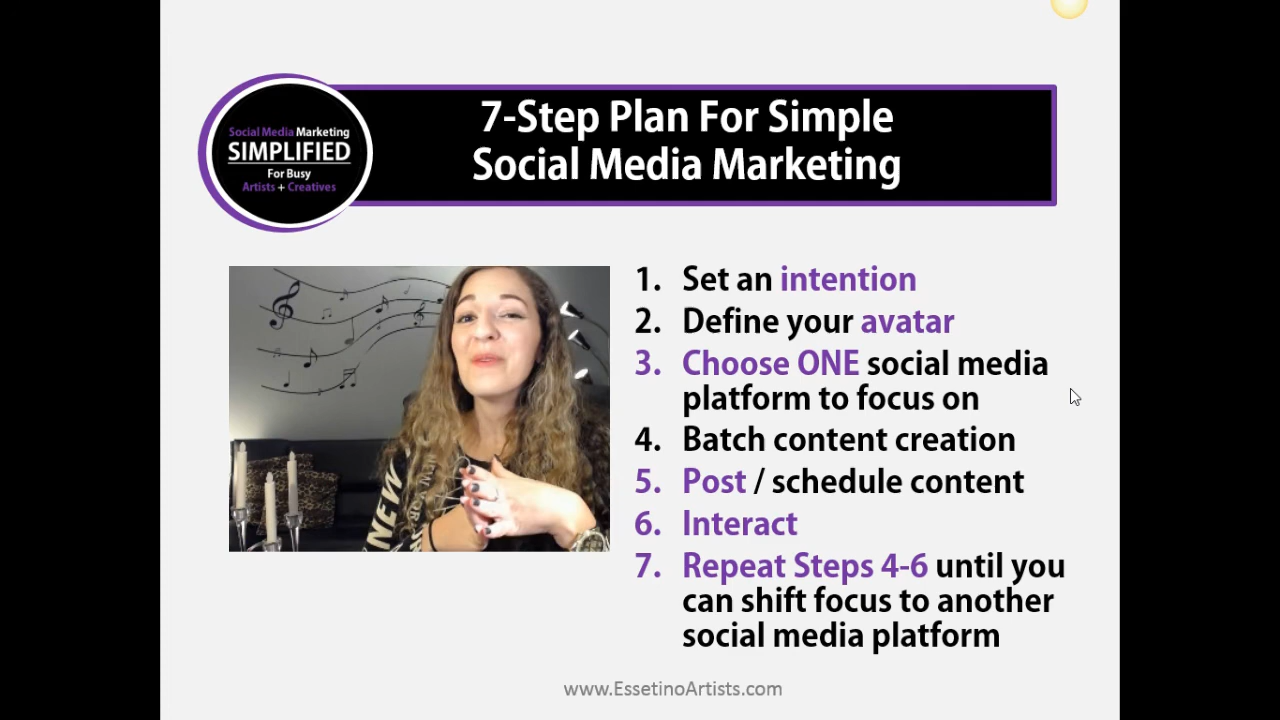 Social Media Marketing
SIMPLIFIED
For Busy
Artists + Creatives
7-Step Plan For Simple
Social Media Marketing
NEW
1. Set an intention
2. Define your avatar
3. Choose ONE social media
platform to focus on
4. Batch content creation
5. Post / schedule content
6. Interact
7. Repeat Steps 4-6 until you
can shift focus to another
social media platform
www.EssetinoArtists.com